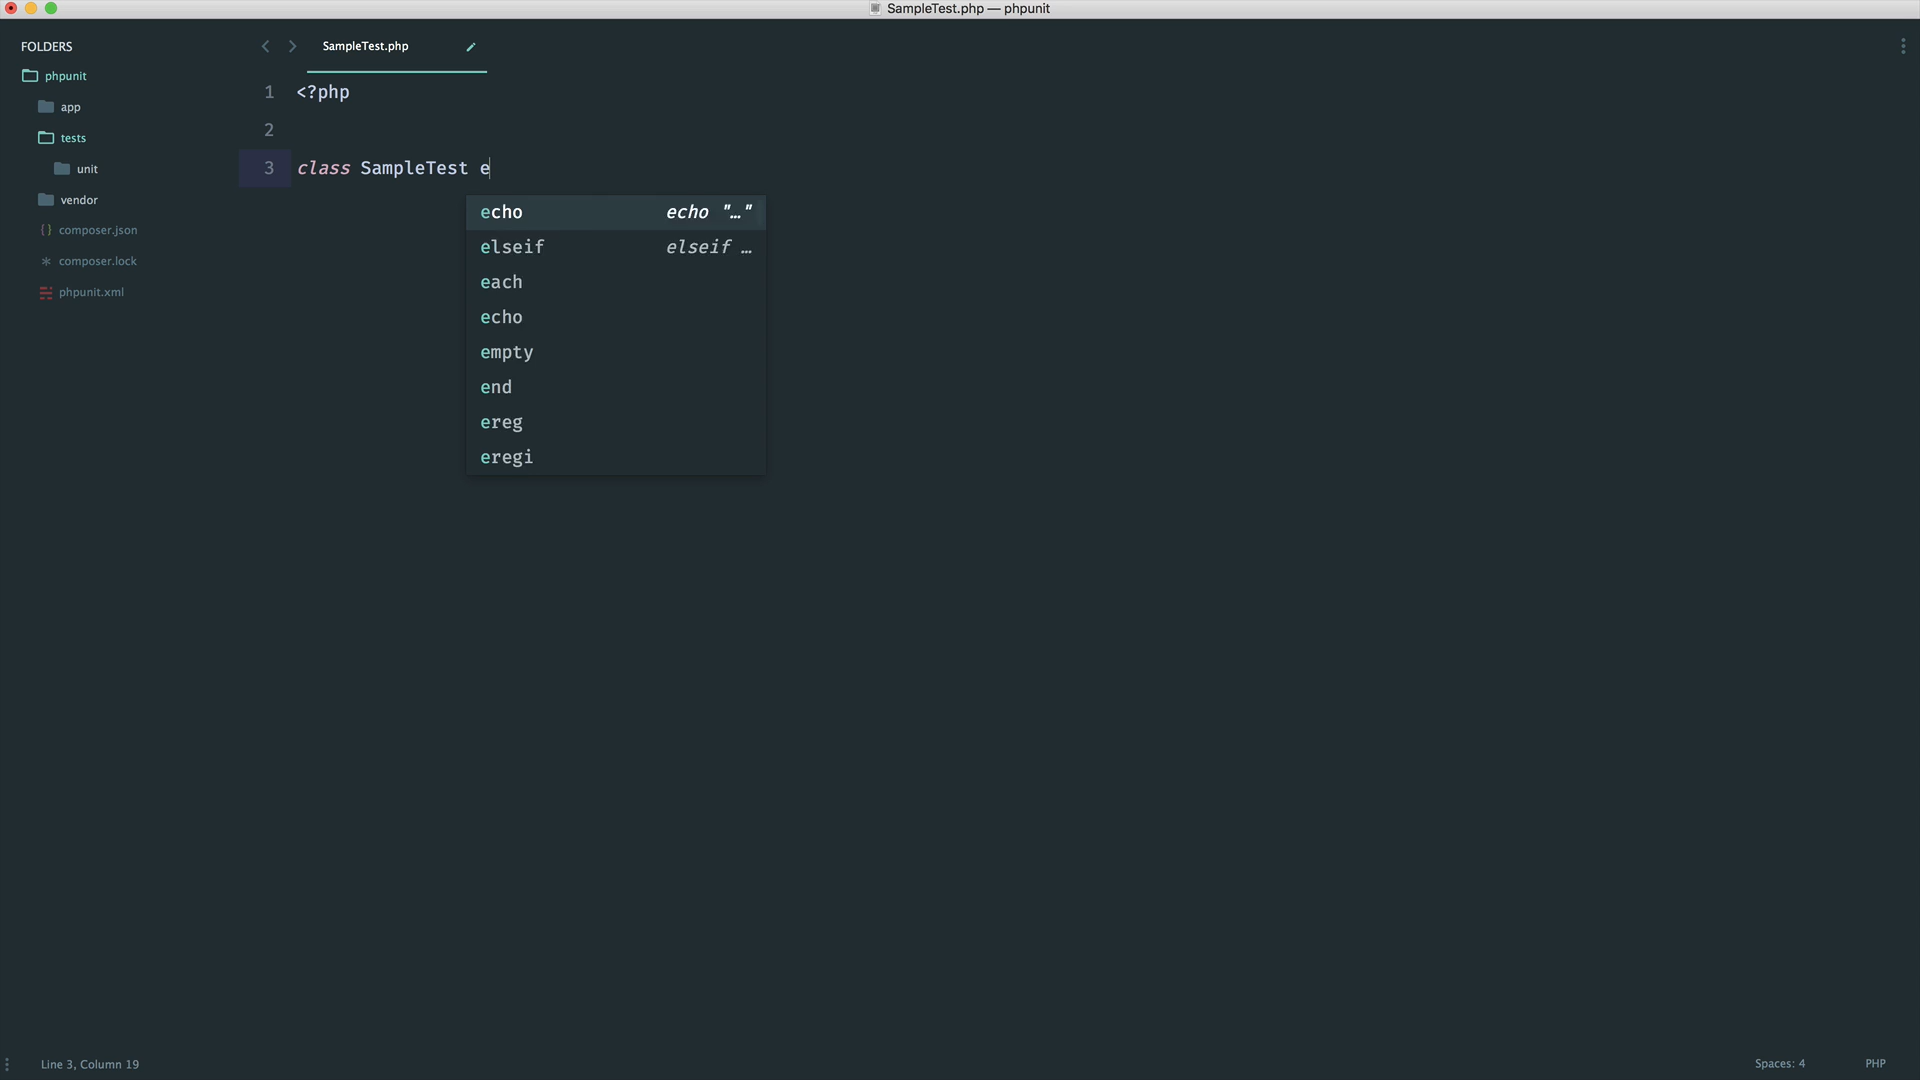 SampleTest.php — phpunit
FOLDERS
phpunit
app
tests
unit
vendor
{} composer.json
* composer.lock
phpunit.xml
SampleTest.php
1 <?php
2
3 class SampleTest e
echo echo "…"
elseif elseif …
each
echo
empty
end
ereg
eregi
Line 3, Column 19
Spaces: 4
PHP